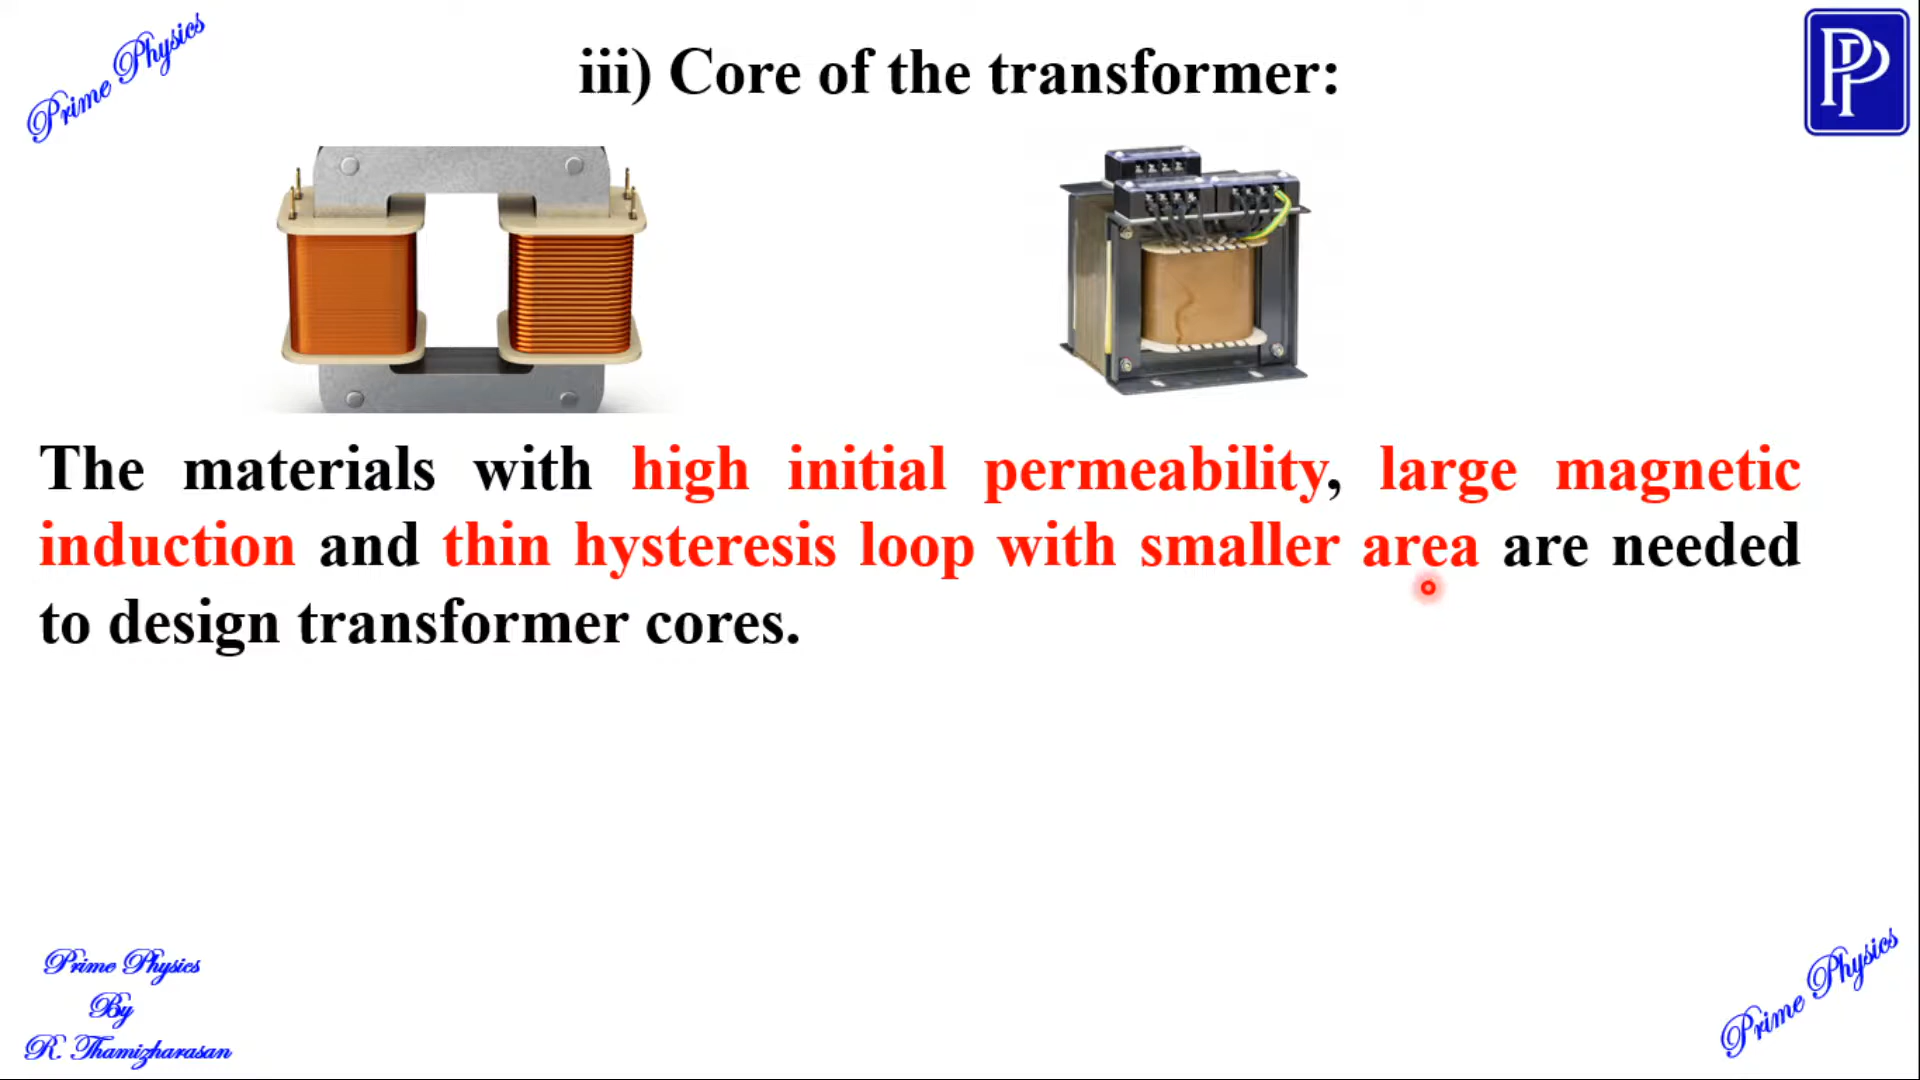 Prime Physics
iii) Core of the transformer:
PP
The materials with high initial permeability, large magnetic
induction and thin hysteresis loop with smaller area are needed
to design transformer cores.
Prime Physics
By
R. Thamizharasan
Prime Physics